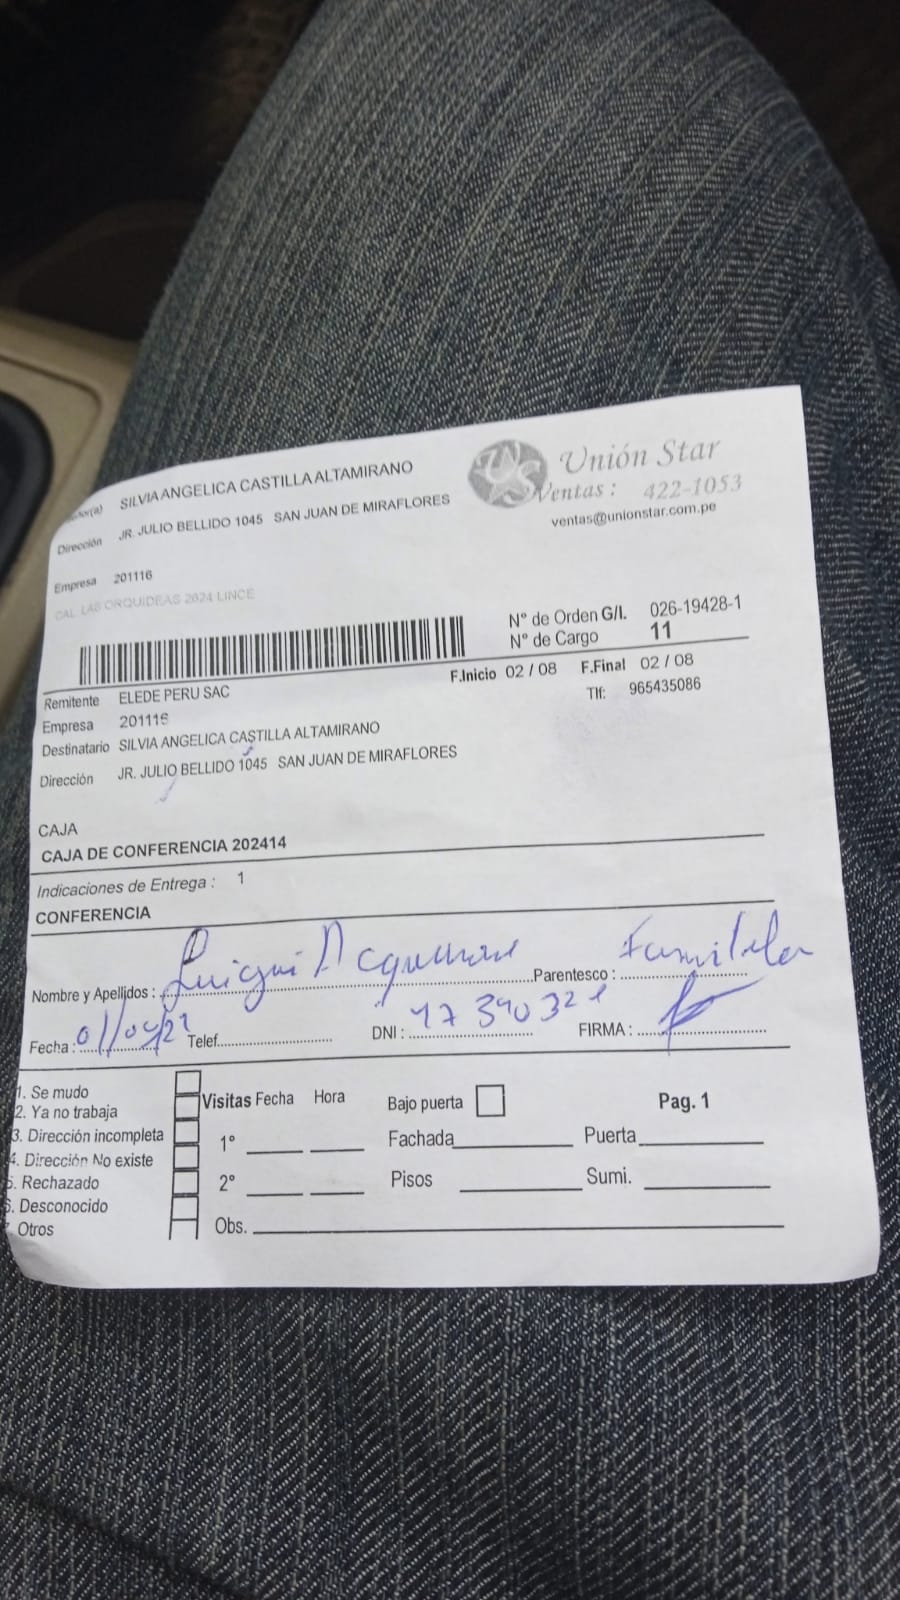 SILVIA ANGELICA CASTILLA ALTAMIRANO
Dirección JR. JULIO BELLIDO 1045 SAN JUAN DE MIRAFLORES
Unión Star
Ventas : 422-1053
ventas@unionstar.com.pe
Empresa 201116
CAL. LAS ORQUIDEAS 2624 LINCE
N° de Orden G/I. 026-19428-1
N° de Cargo 11
F.Inicio 02 / 08 F.Final 02 / 08
Tlf: 965435086
Remitente ELEDE PERU SAC
Empresa 201116
Destinatario SILVIA ANGELICA CASTILLA ALTAMIRANO
Dirección JR. JULIO BELLIDO 1045 SAN JUAN DE MIRAFLORES
CAJA
CAJA DE CONFERENCIA 202414
Indicaciones de Entrega : 1
CONFERENCIA
Nombre y Apellidos : Luigui Parentesco :
Fecha : Telef. DNI : FIRMA :
1. Se mudo
2. Ya no trabaja
3. Dirección incompleta
4. Dirección No existe
5. Rechazado
6. Desconocido
7. Otros
Visitas Fecha Hora Bajo puerta Pag. 1
1° Fachada Puerta
2° Pisos Sumi.
Obs.